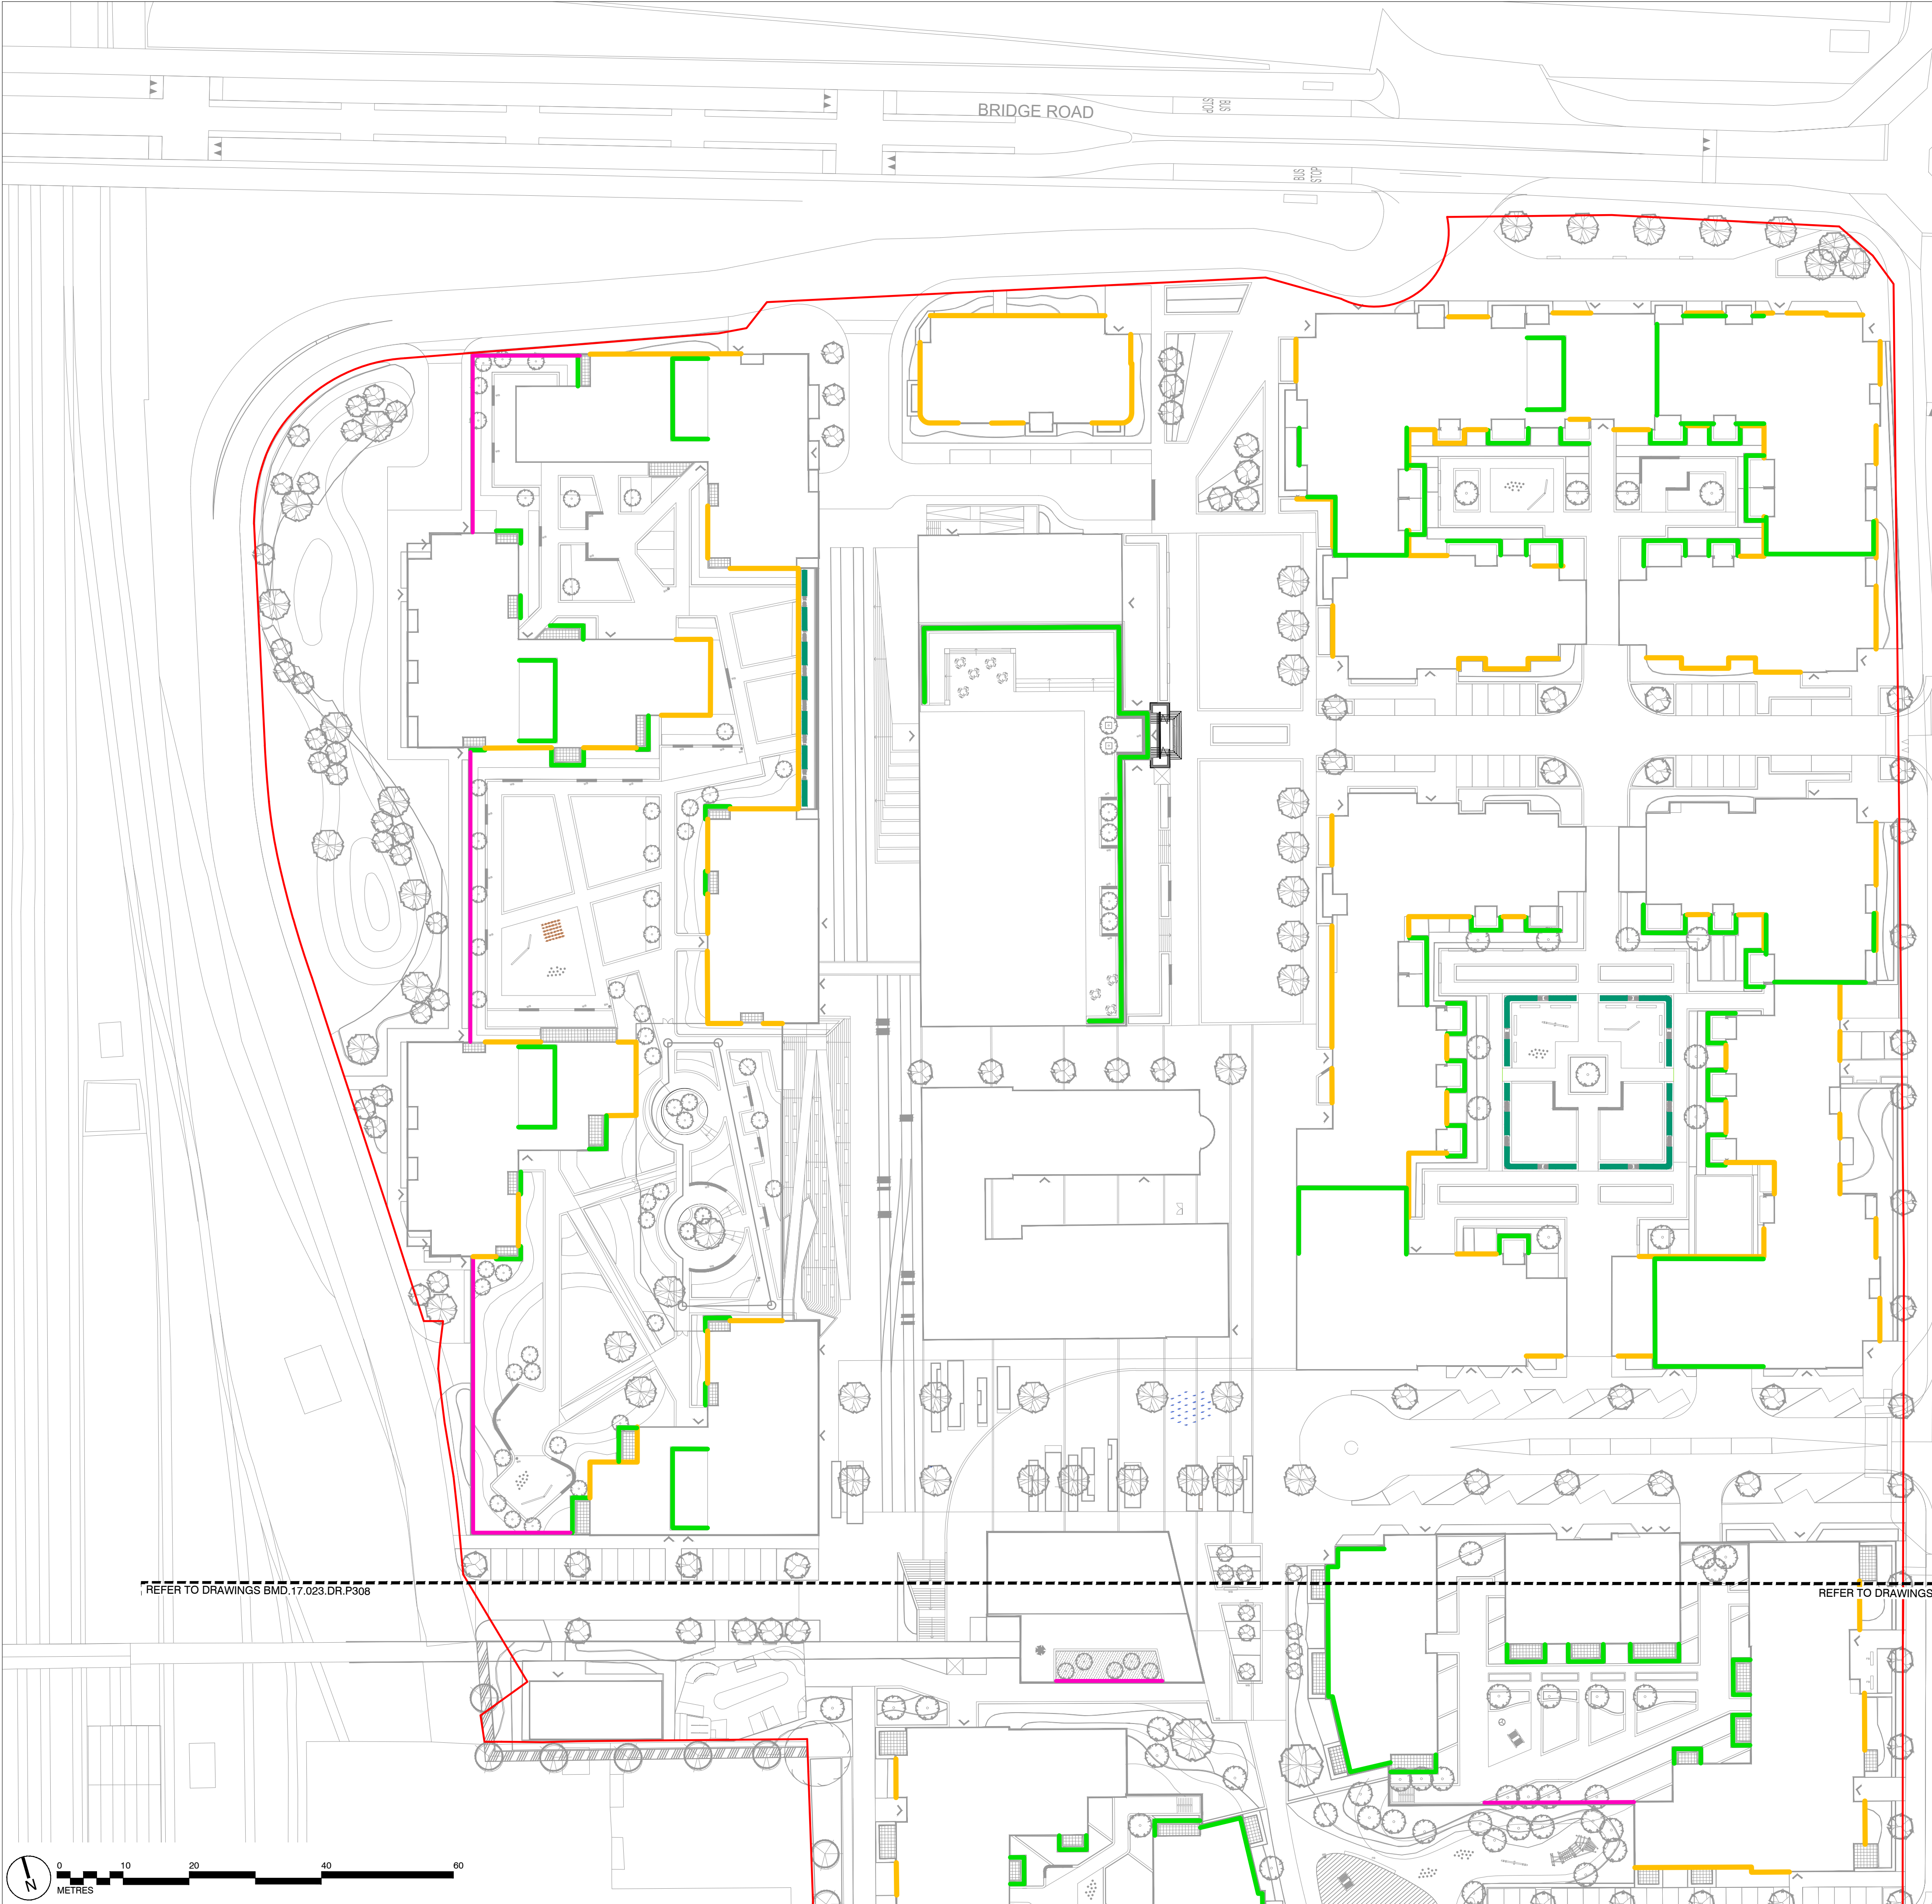 BRIDGE ROAD
BUS
STOP
BUS
STOP
REFER TO DRAWINGS BMD.17.023.DR.P308
REFER TO DRAWINGS
N
0 10 20 40 60
METRES